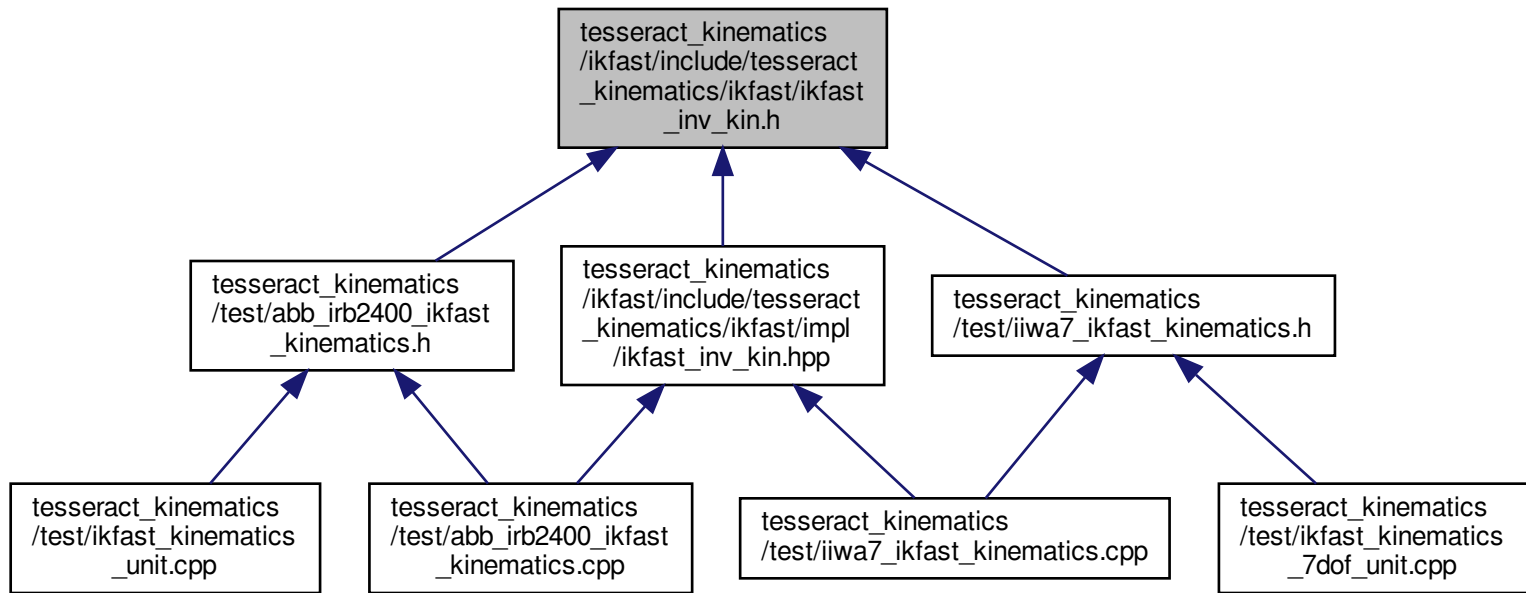 tesseract_kinematics
/ikfast/include/tesseract
_kinematics/ikfast/ikfast
_inv_kin.h
tesseract_kinematics
/test/abb_irb2400_ikfast
_kinematics.h
tesseract_kinematics
/ikfast/include/tesseract
_kinematics/ikfast/impl
/ikfast_inv_kin.hpp
tesseract_kinematics
/test/iiwa7_ikfast_kinematics.h
tesseract_kinematics
/test/ikfast_kinematics
_unit.cpp
tesseract_kinematics
/test/abb_irb2400_ikfast
_kinematics.cpp
tesseract_kinematics
/test/iiwa7_ikfast_kinematics.cpp
tesseract_kinematics
/test/ikfast_kinematics
_7dof_unit.cpp